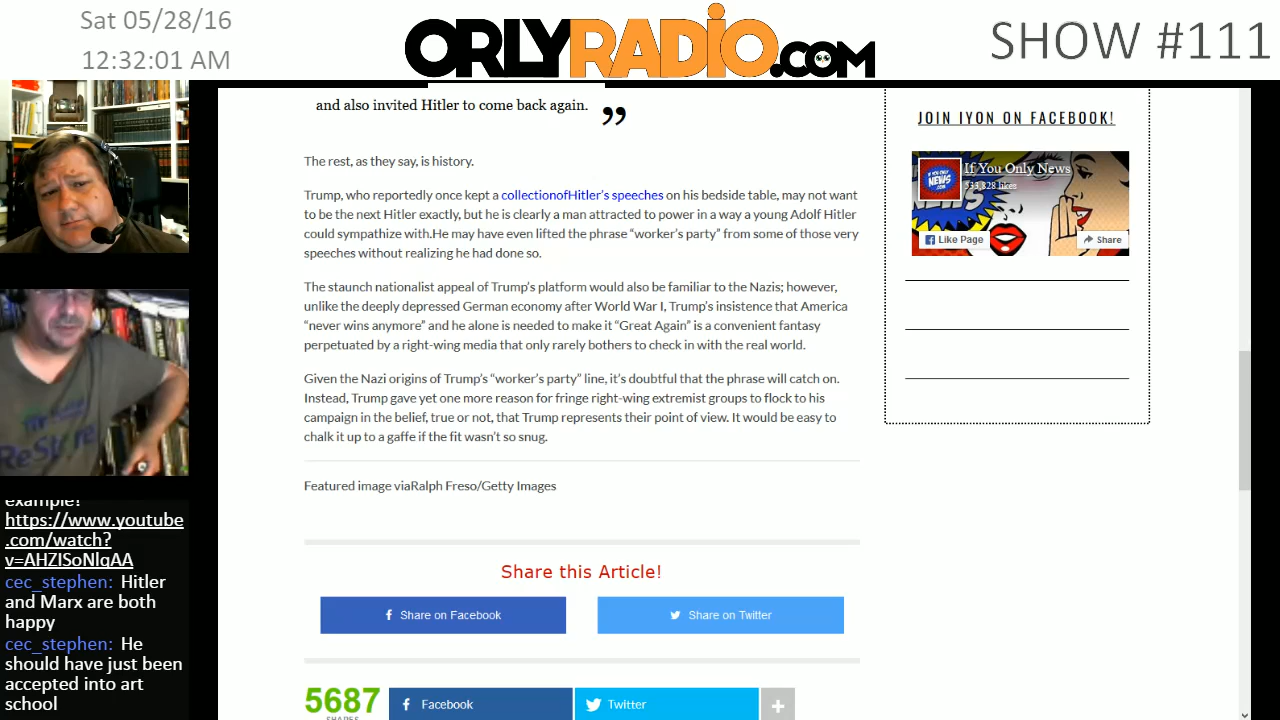 Sat 05/28/16
12:32:01 AM
ORLYRADiO.COM
SHOW #111
and also invited Hitler to come back again.
”
The rest, as they say, is history.
Trump, who reportedly once kept a collectionofHitler's speeches on his bedside table, may not want
to be the next Hitler exactly, but he is clearly a man attracted to power in a way a young Adolf Hitler
could sympathize with.He may have even lifted the phrase “worker's party” from some of those very
speeches without realizing he had done so.
The staunch nationalist appeal of Trump's platform would also be familiar to the Nazis; however,
unlike the deeply depressed German economy after World War I, Trump's insistence that America
“never wins anymore” and he alone is needed to make it “Great Again” is a convenient fantasy
perpetuated by a right-wing media that only rarely bothers to check in with the real world.
Given the Nazi origins of Trump's “worker's party” line, it's doubtful that the phrase will catch on.
Instead, Trump gave yet one more reason for fringe right-wing extremist groups to flock to his
campaign in the belief, true or not, that Trump represents their point of view. It would be easy to
chalk it up to a gaffe if the fit wasn't so snug.
Featured image viaRalph Freso/Getty Images
Share this Article!
Share on Facebook
Share on Twitter
5687
SHARES
Facebook
Twitter
JOIN IYON ON FACEBOOK!
IF YOU ONLY
NEWS
.COM
If You Only News
533,828 likes
Like Page
Share
ReStore
example!
https://www.youtube
.com/watch?
v=AHZISoNlqAA
cec_stephen: Hitler
and Marx are both
happy
cec_stephen: He
should have just been
accepted into art
school